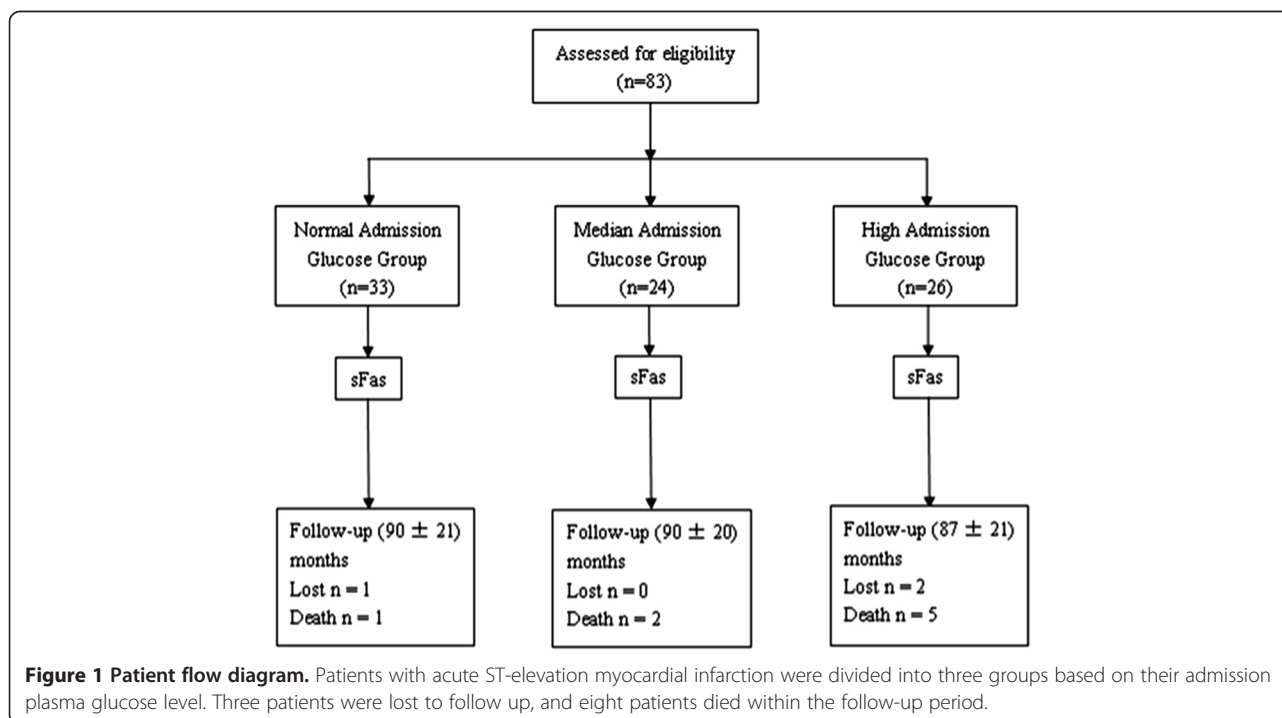 Assessed for eligibility
(n=83)
Normal Admission
Glucose Group
(n=33)
Median Admission
Glucose Group
(n=24)
High Admission
Glucose Group
(n=26)
sFas
sFas
sFas
Follow-up (90 ± 21)
months
Lost n = 1
Death n = 1
Follow-up (90 ± 20)
months
Lost n = 0
Death n = 2
Follow-up (87 ± 21)
months
Lost n = 2
Death n = 5
Figure 1 Patient flow diagram. Patients with acute ST-elevation myocardial infarction were divided into three groups based on their admission
plasma glucose level. Three patients were lost to follow up, and eight patients died within the follow-up period.